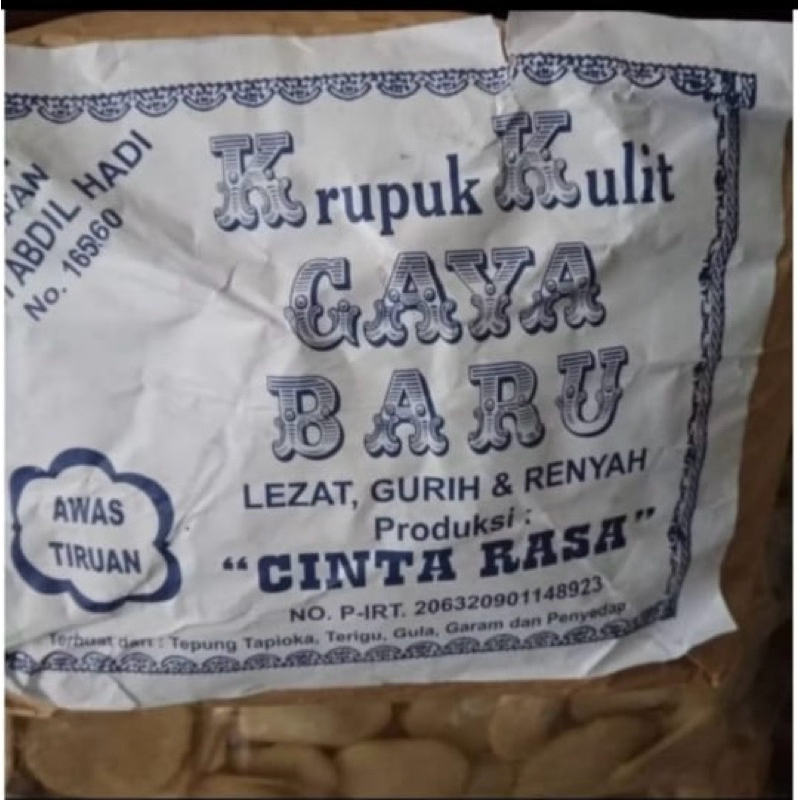 ABDIL HADI
No. 16560
Krupuk Kulit
GAYA
BARU
LEZAT, GURIH & RENYAH
Produksi :
“CINTA RASA”
NO. P-IRT. 206320901148923
Terbuat dari : Tepung Tapioka, Terigu, Gula, Garam dan Penyedap
AWAS
TIRUAN